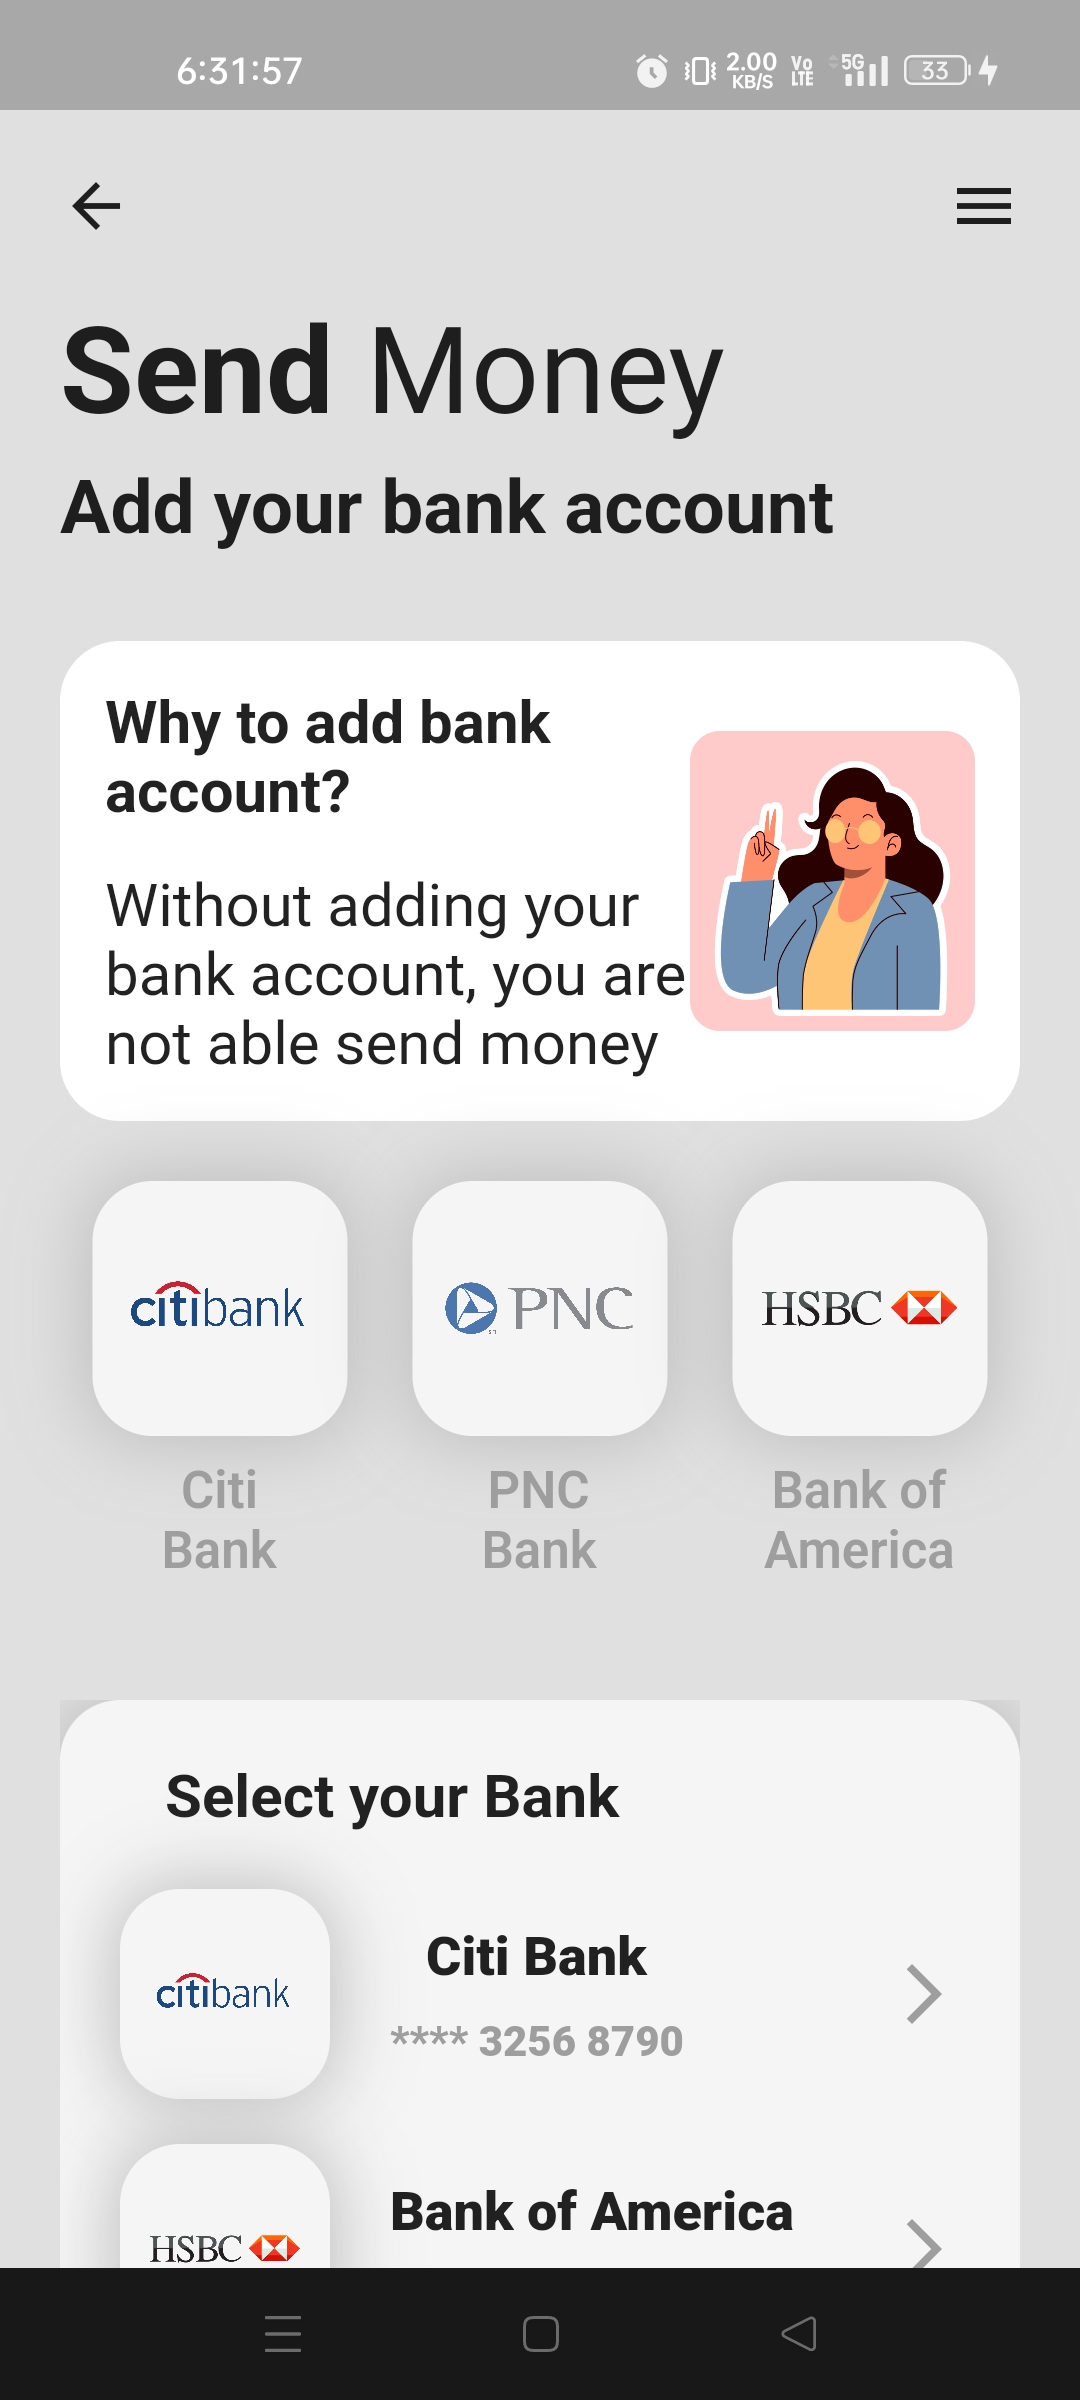 6:31:57
2.00
KB/S
Vo
LTE
5G
33
Send Money
Add your bank account
Why to add bank
account?
Without adding your
bank account, you are
not able send money
citibank
PNC
HSBC
Citi
Bank
PNC
Bank
Bank of
America
Select your Bank
citibank
Citi Bank
**** 3256 8790
HSBC
Bank of America